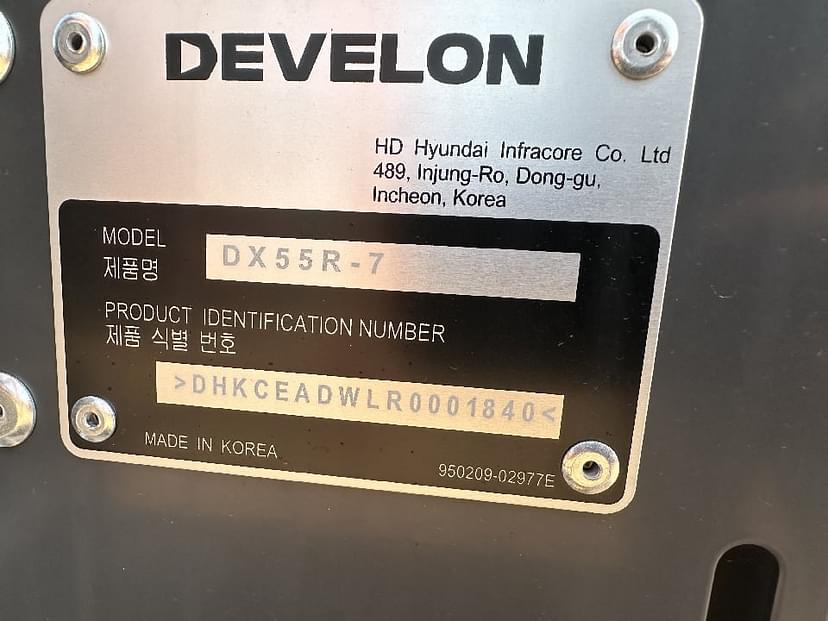 DEVELON
HD Hyundai Infracore Co. Ltd
489, Injung-Ro, Dong-gu,
Incheon, Korea
MODEL
제품명
DX55R-7
PRODUCT IDENTIFICATION NUMBER
제품 식별 번호
>DHKCEADWLR0001840<
MADE IN KOREA
950209-02977E